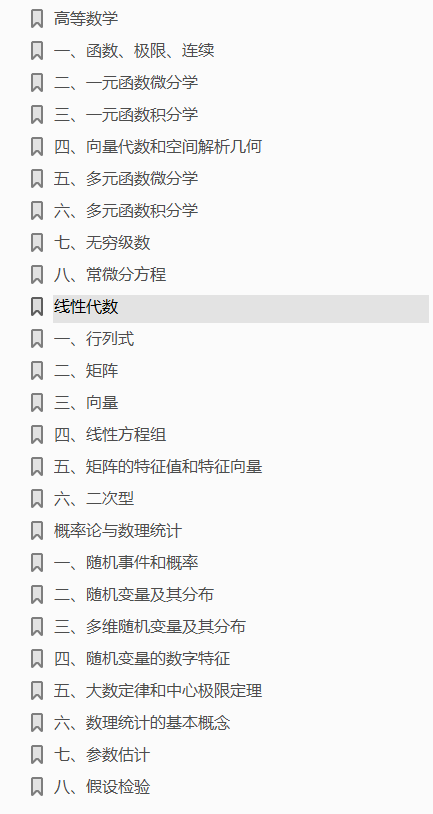 高等数学
一、函数、极限、连续
二、一元函数微分学
三、一元函数积分学
四、向量代数和空间解析几何
五、多元函数微分学
六、多元函数积分学
七、无穷级数
八、常微分方程
线性代数
一、行列式
二、矩阵
三、向量
四、线性方程组
五、矩阵的特征值和特征向量
六、二次型
概率论与数理统计
一、随机事件和概率
二、随机变量及其分布
三、多维随机变量及其分布
四、随机变量的数字特征
五、大数定律和中心极限定理
六、数理统计的基本概念
七、参数估计
八、假设检验